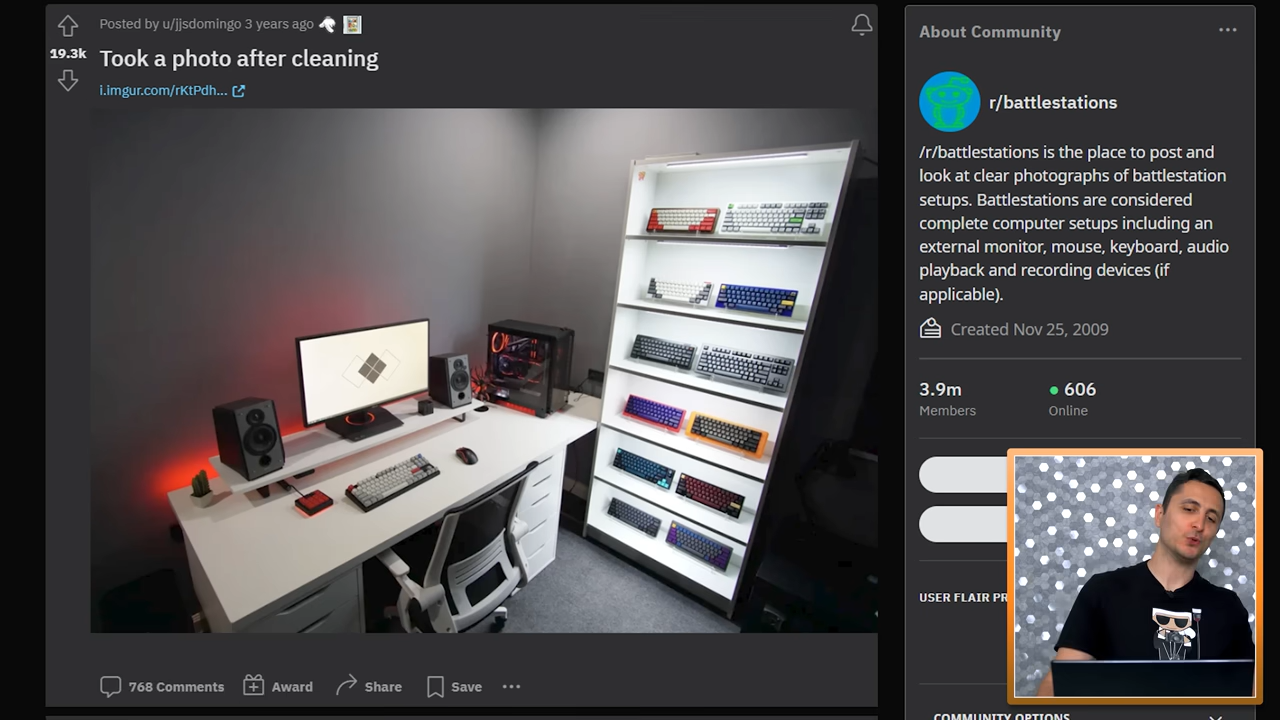 Posted by u/jjsdomingo 3 years ago
19.3k
Took a photo after cleaning
i.imgur.com/rKtPdh...
768 Comments
Award
Share
Save
About Community
r/battlestations
/r/battlestations is the place to post and
look at clear photographs of battlestation
setups. Battlestations are considered
complete computer setups including an
external monitor, mouse, keyboard, audio
playback and recording devices (if
applicable).
Created Nov 25, 2009
3.9m
606
Members
Online
USER FLAIR PR
COMMUNITY OPTIONS